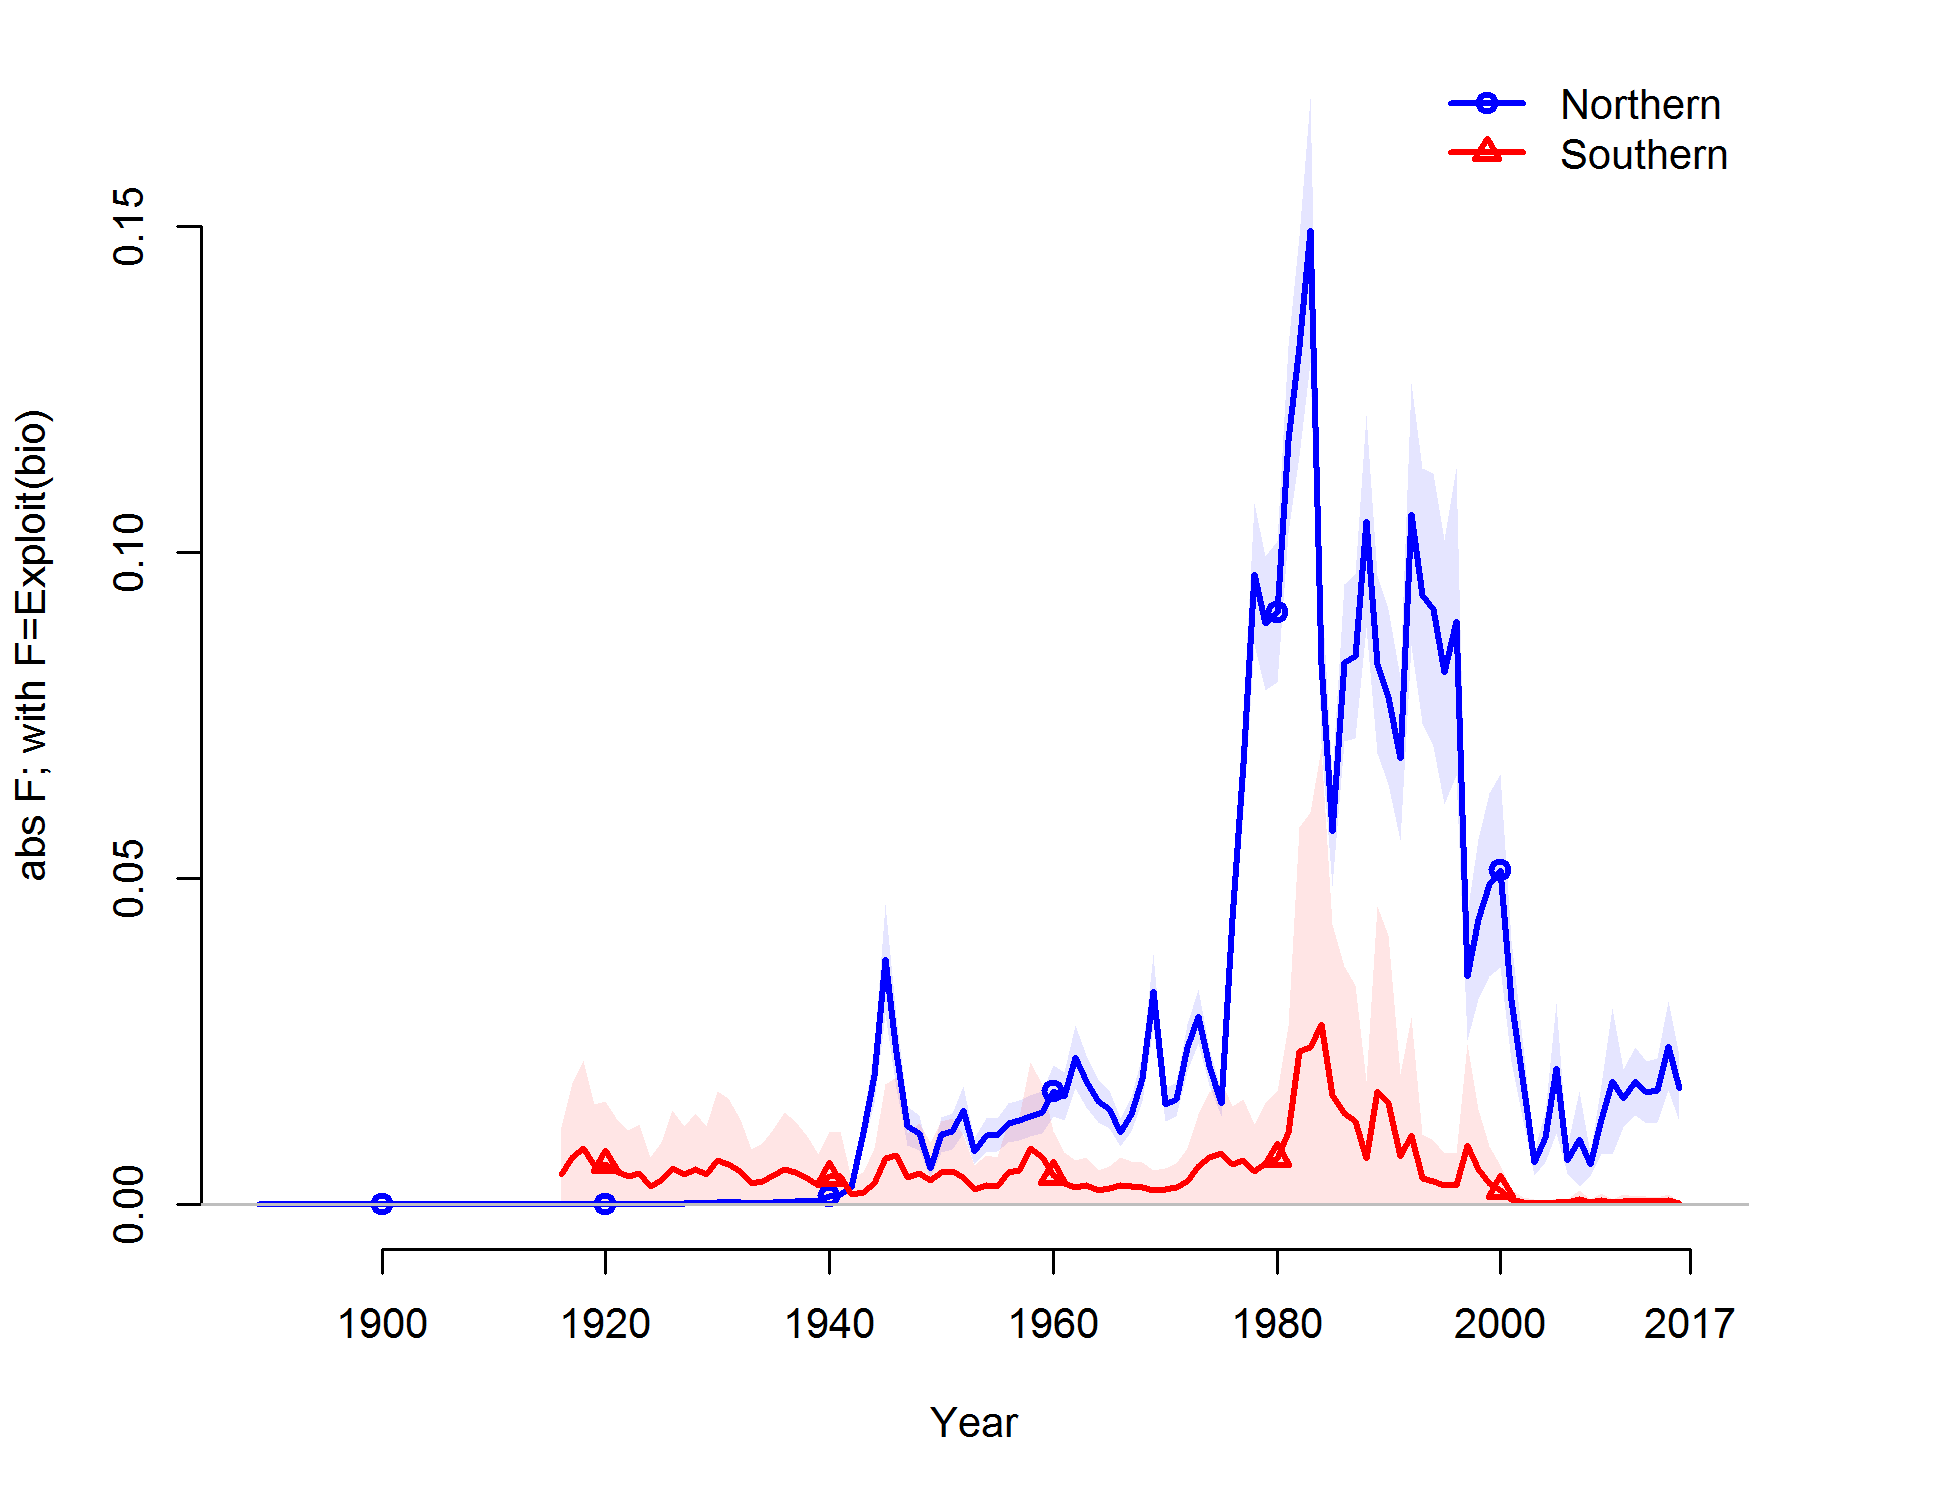 Northern
Southern
abs F; with F=Exploit(bio)
0.15
0.10
0.05
0.00
1900 1920 1940 1960 1980 2000 2017
Year